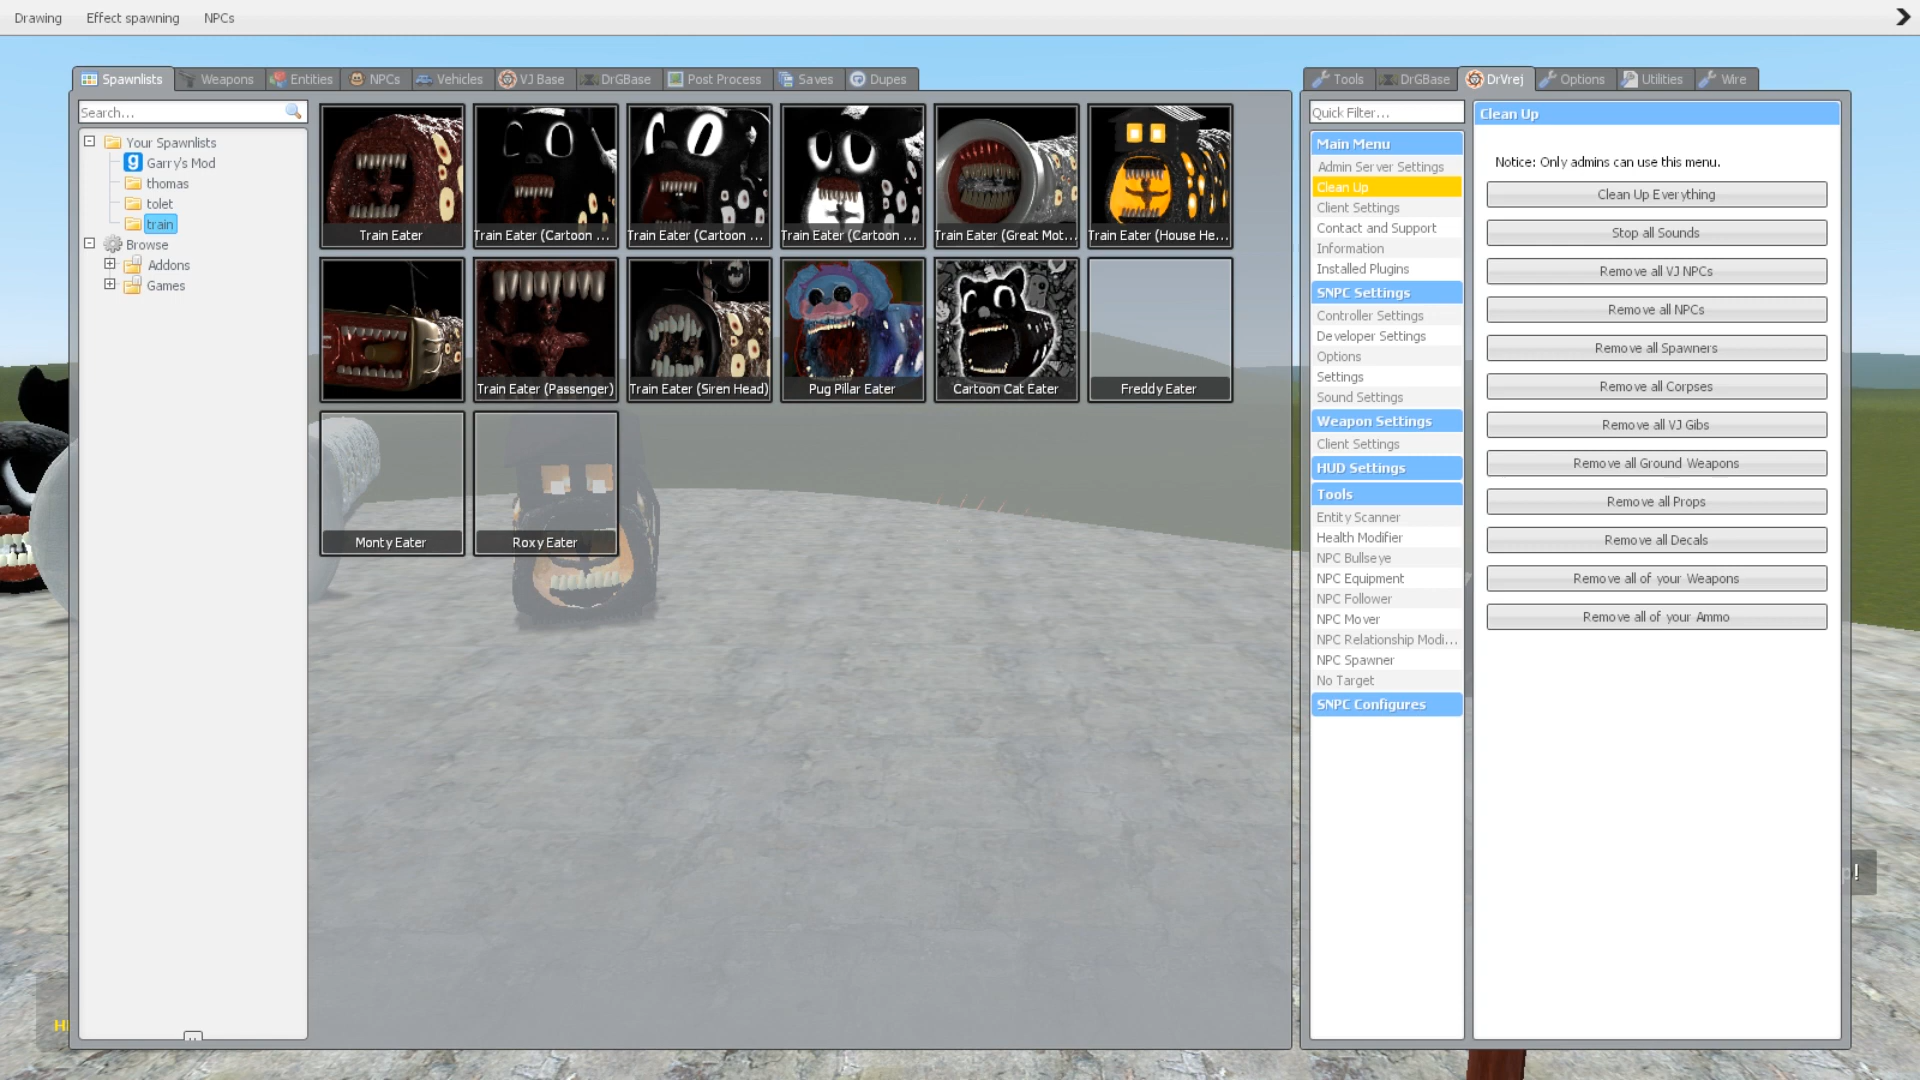 Drawing Effect spawning NPCs
Spawnlists Weapons Entities NPCs Vehicles VJ Base DrGBase Post Process Saves Dupes
Search...
Your Spawnlists
Garry's Mod
thomas
tolet
train
Browse
Addons
Games
Train Eater
Train Eater (Cartoon ...
Train Eater (Cartoon ...
Train Eater (Cartoon ...
Train Eater (Great Mot...
Train Eater (House He...
Train Eater (Passenger)
Train Eater (Siren Head)
Pug Pillar Eater
Cartoon Cat Eater
Freddy Eater
Monty Eater
Roxy Eater
Tools DrGBase DrVrej Options Utilities Wire
Quick Filter...
Main Menu
Admin Server Settings
Clean Up
Client Settings
Contact and Support
Information
Installed Plugins
SNPC Settings
Controller Settings
Developer Settings
Options
Settings
Sound Settings
Weapon Settings
Client Settings
HUD Settings
Tools
Entity Scanner
Health Modifier
NPC Bullseye
NPC Equipment
NPC Follower
NPC Mover
NPC Relationship Modi...
NPC Spawner
No Target
SNPC Configures
Clean Up
Notice: Only admins can use this menu.
Clean Up Everything
Stop all Sounds
Remove all VJ NPCs
Remove all NPCs
Remove all Spawners
Remove all Corpses
Remove all VJ Gibs
Remove all Ground Weapons
Remove all Props
Remove all Decals
Remove all of your Weapons
Remove all of your Ammo